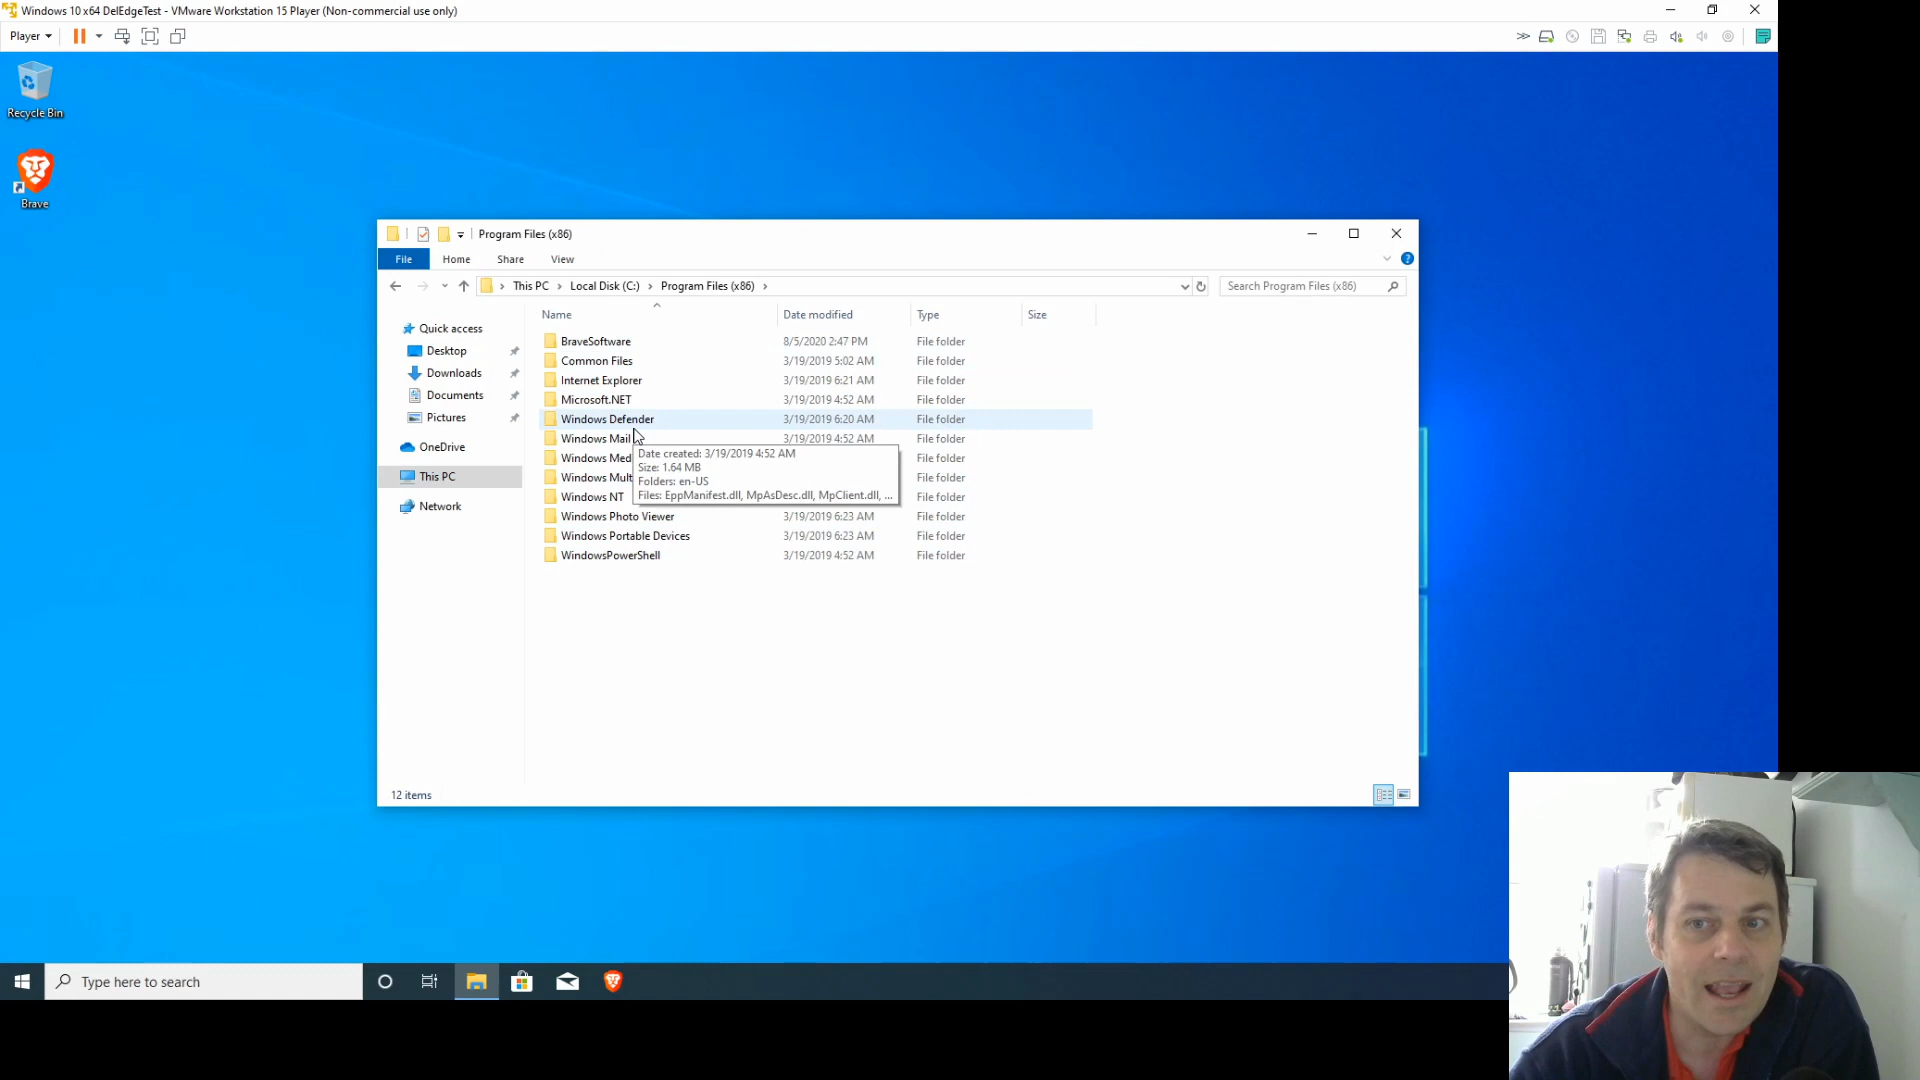 Windows 10 x64 DelEdgeTest - VMware Workstation 15 Player (Non-commercial use only)
Player
Recycle Bin
Brave
Program Files (x86)
File Home Share View
This PC > Local Disk (C:) > Program Files (x86) >
Search Program Files (x86)
Name Date modified Type Size
Quick access
Desktop
Downloads
Documents
Pictures
OneDrive
This PC
Network
BraveSoftware 8/5/2020 2:47 PM File folder
Common Files 3/19/2019 5:02 AM File folder
Internet Explorer 3/19/2019 6:21 AM File folder
Microsoft.NET 3/19/2019 4:52 AM File folder
Windows Defender 3/19/2019 6:20 AM File folder
Windows Mail 3/19/2019 4:52 AM File folder
Windows Med File folder
Windows Mult File folder
Windows NT File folder
Windows Photo Viewer 3/19/2019 6:23 AM File folder
Windows Portable Devices 3/19/2019 6:23 AM File folder
WindowsPowerShell 3/19/2019 4:52 AM File folder
Date created: 3/19/2019 4:52 AM
Size: 1.64 MB
Folders: en-US
Files: EppManifest.dll, MpAsDesc.dll, MpClient.dll, ...
12 items
Type here to search